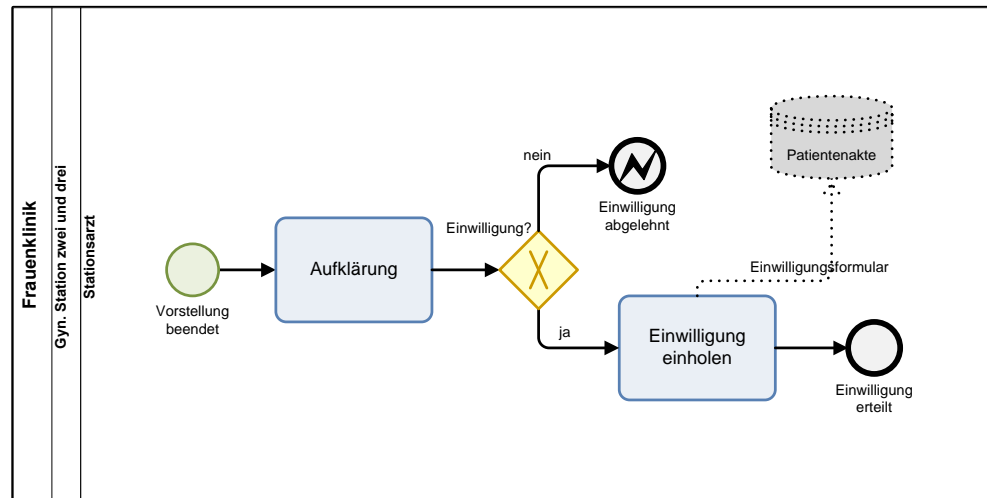 Frauenklinik
Gyn. Station zwei und drei
Stationsarzt
Vorstellung
beendet
Aufklärung
Einwilligung?
nein
Einwilligung
abgelehnt
ja
Einwilligung
einholen
Einwilligungsformular
Patientenakte
Einwilligung
erteilt